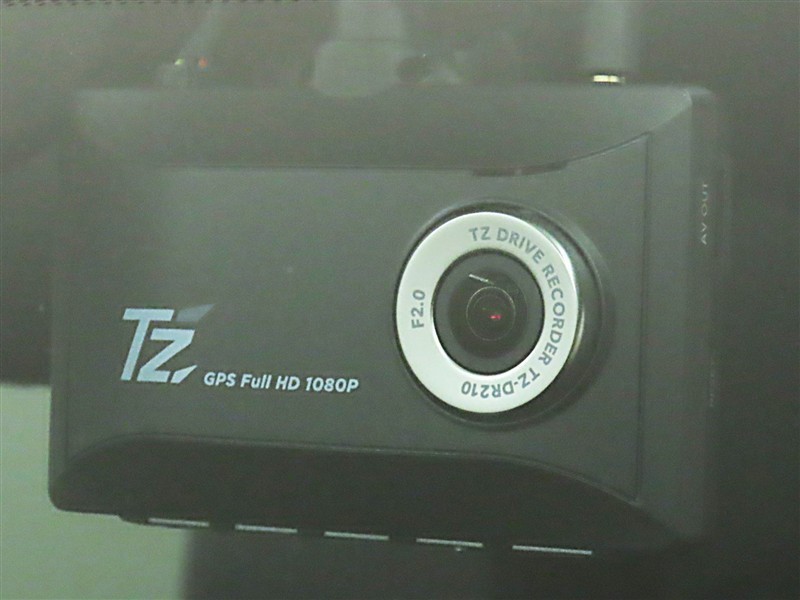 TZ
GPS Full HD 1080P
F2.0
TZ DRIVE RECORDER TZ-DR210
AV OUT